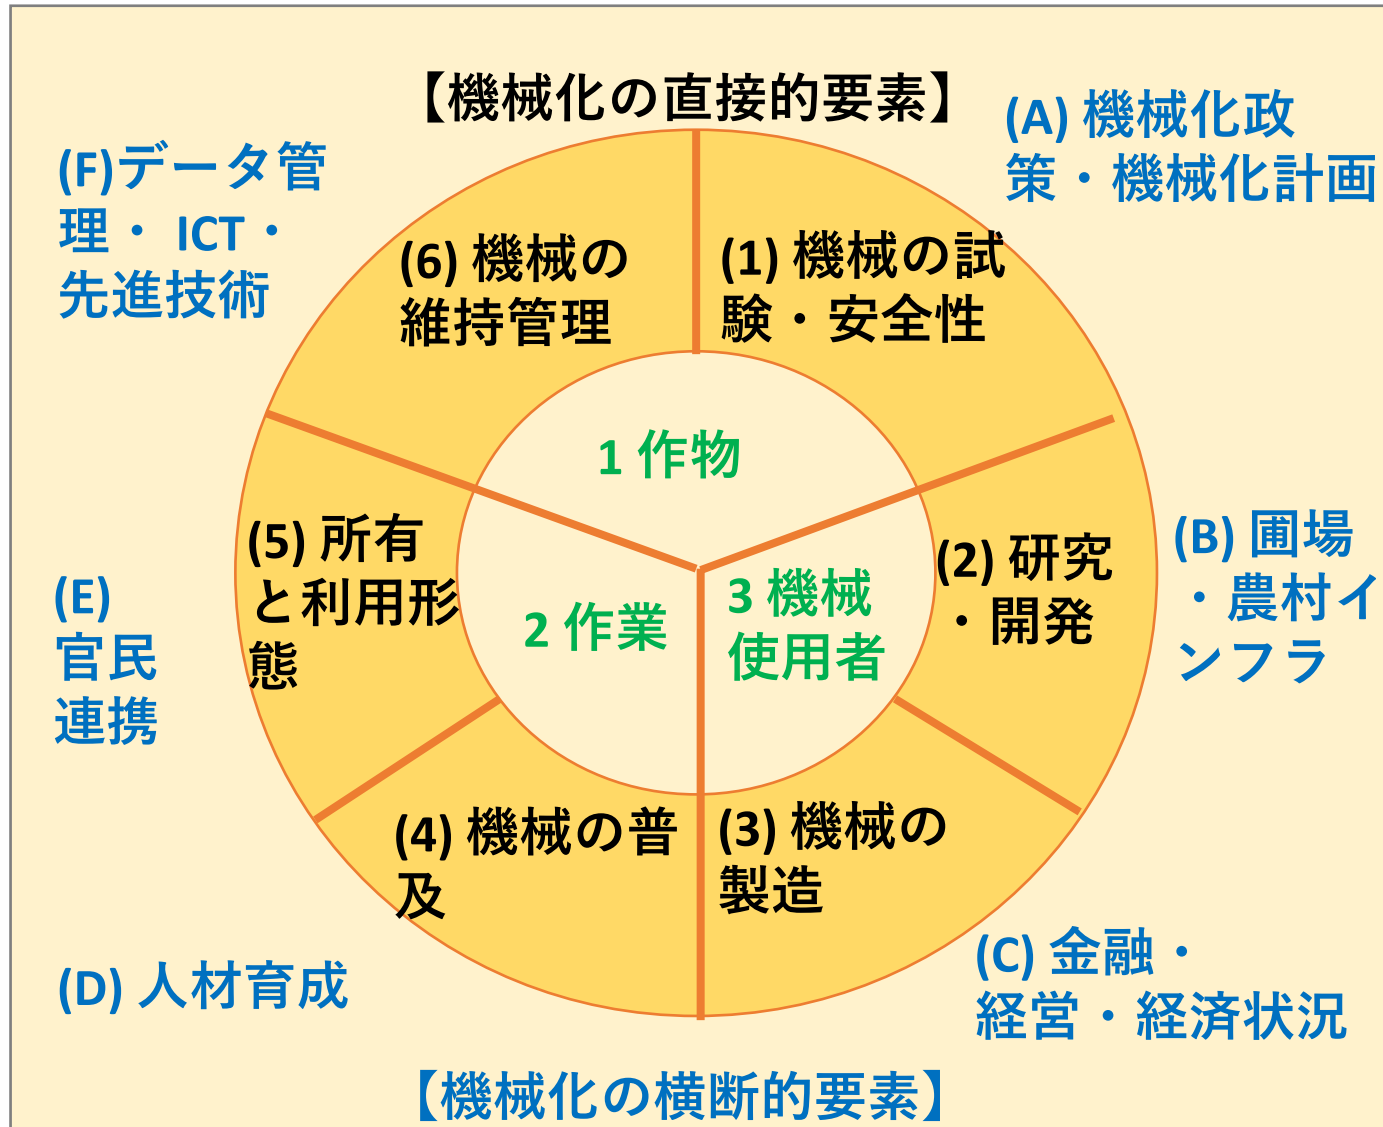 【機械化の直接的要素】
(A) 機械化政
策・機械化計画
(F)データ管
理・ ICT・
先進技術
(6) 機械の
維持管理
(1) 機械の試
験・安全性
1 作物
(5) 所有
と利用形
態
2 作業
3 機械
使用者
(2) 研究
・開発
(B) 圃場
・農村イ
ンフラ
(E)
官民
連携
(4) 機械の普
及
(3) 機械の
製造
(D) 人材育成
(C) 金融・
経営・経済状況
【機械化の横断的要素】